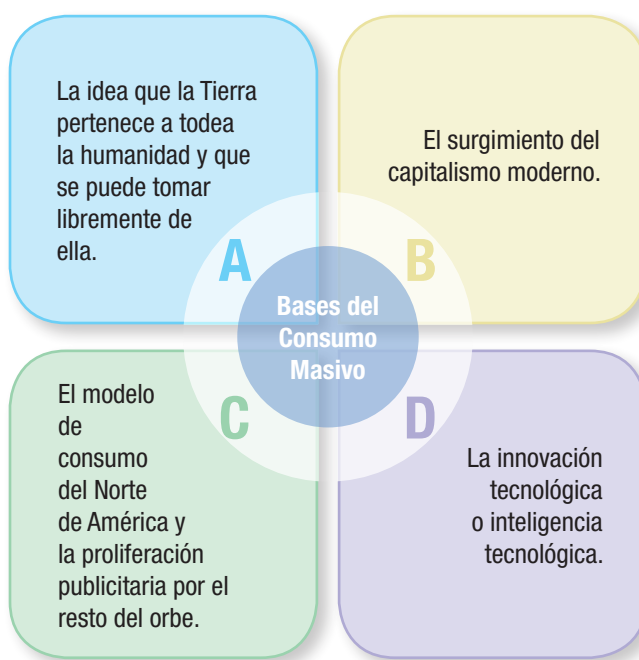 La idea que la Tierra
pertenece a todea
la humanidad y que
se puede tomar
libremente de
ella.
A
El surgimiento del
capitalismo moderno.
B
Bases del
Consumo
Masivo
El modelo
de
consumo
del Norte
de América y
la proliferación
publicitaria por el
resto del orbe.
C
D
La innovación
tecnológica
o inteligencia
tecnológica.